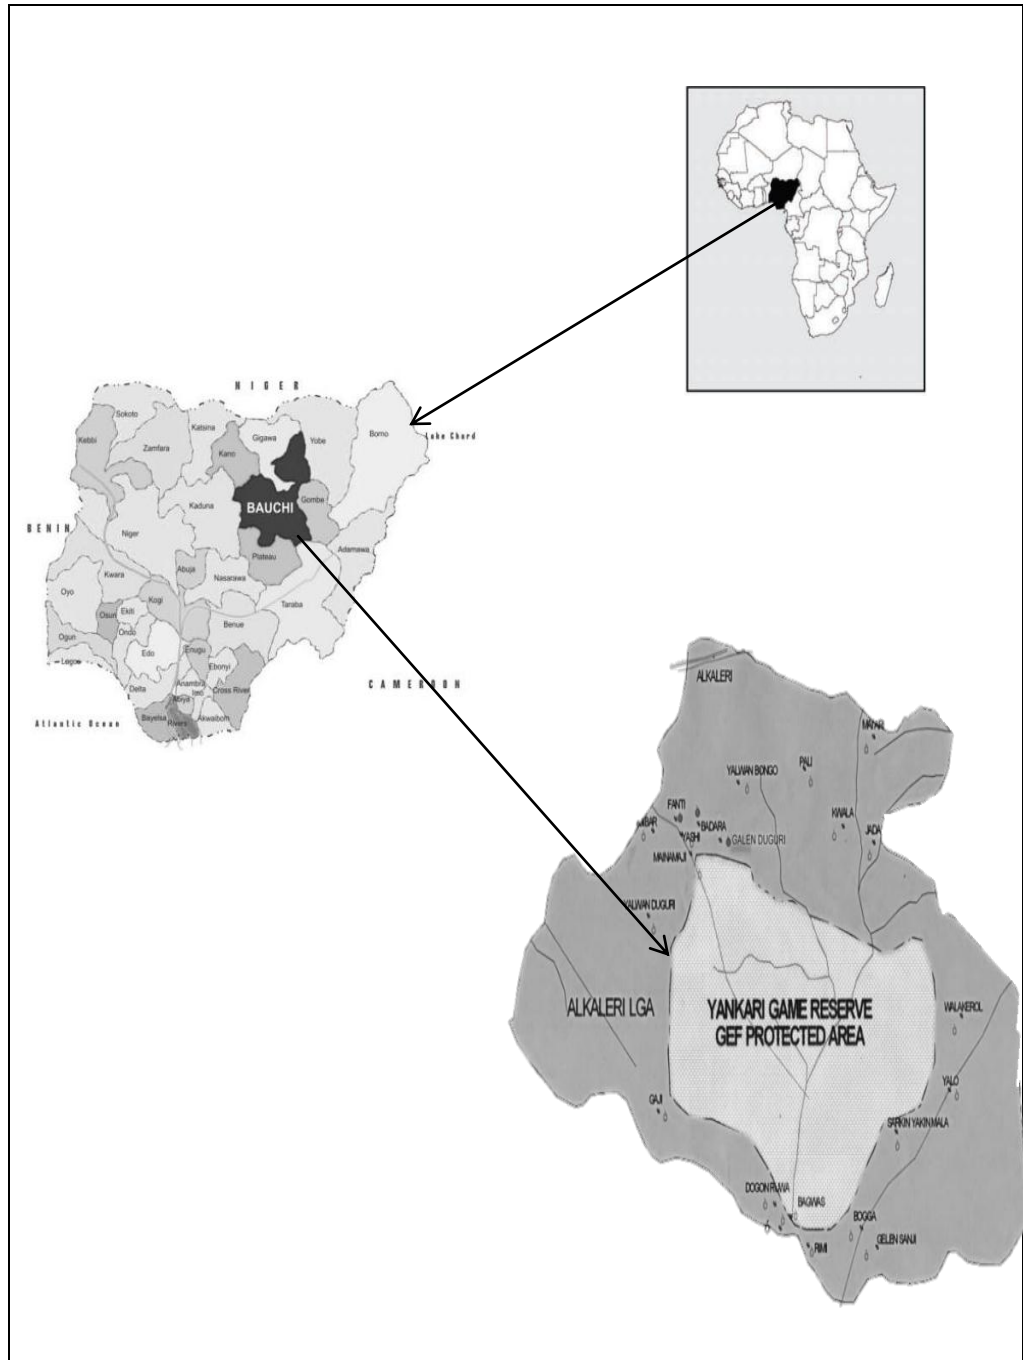 NIGER
Sokoto
Katsina
Kebbi
Zamfara
Kano
Gigawa
Yobe
Borno
Lake Chard
Kaduna
BAUCHI
Gombe
BENIN
Niger
Plateau
Adamawa
Abuja
Nasarawa
Kwara
Oyo
Kogi
Taraba
Osun
Ekiti
Ondo
Benue
Ogun
Edo
Enugu
Lagos
Ebonyi
Anambra
Imo
Cross River
Delta
Abiya
Bayelsa
Rivers
Akwaibom
CAMEROON
Atlantic Ocean
ALKALERI
MAYARI
PALI
YALWAN BONGO
FANTI
KWALA
BADARA
JADA
YASHI
GALEN DUGURI
MAINAMAJI
YALWAN DUGURI
ALKALERI LGA
YANKARI GAME RESERVE
GEF PROTECTED AREA
WALAKEROL
YALO
GAJI
SARKIN YAKIN MALA
DOGON RUWA
BAGWAS
BOGGA
GELEN SANJI
RIMI